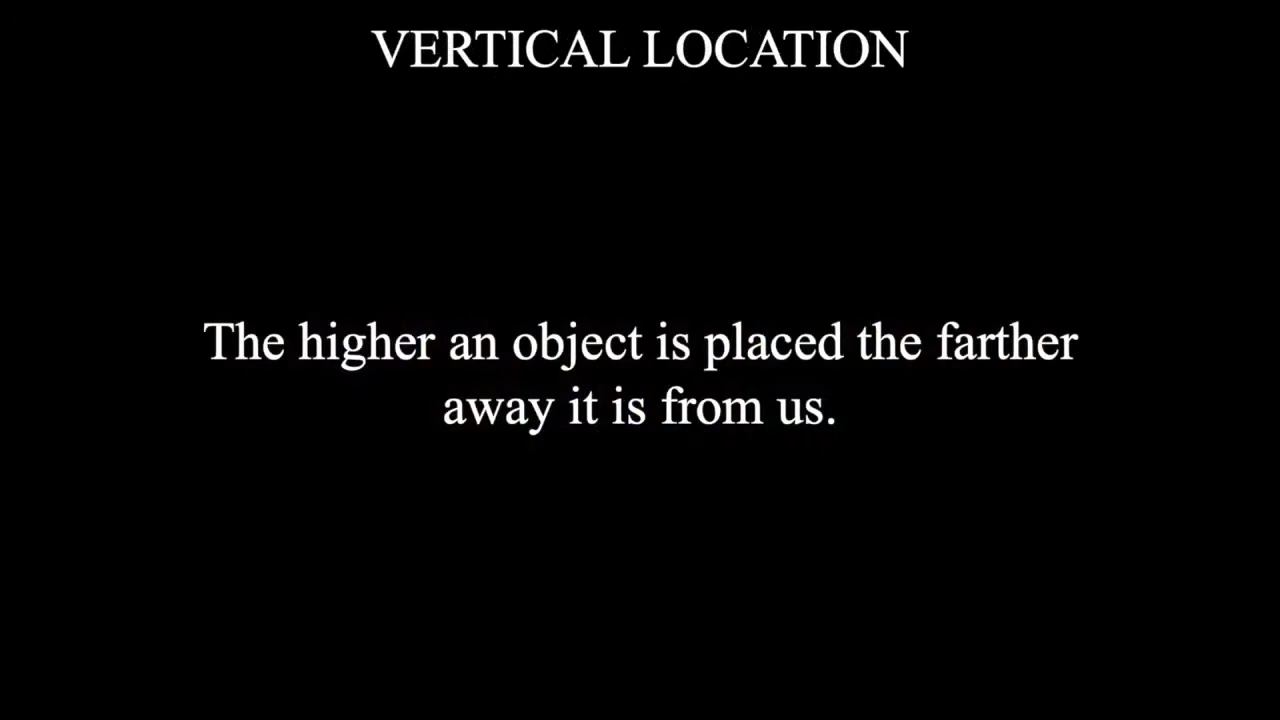 VERTICAL LOCATION
The higher an object is placed the farther
away it is from us.